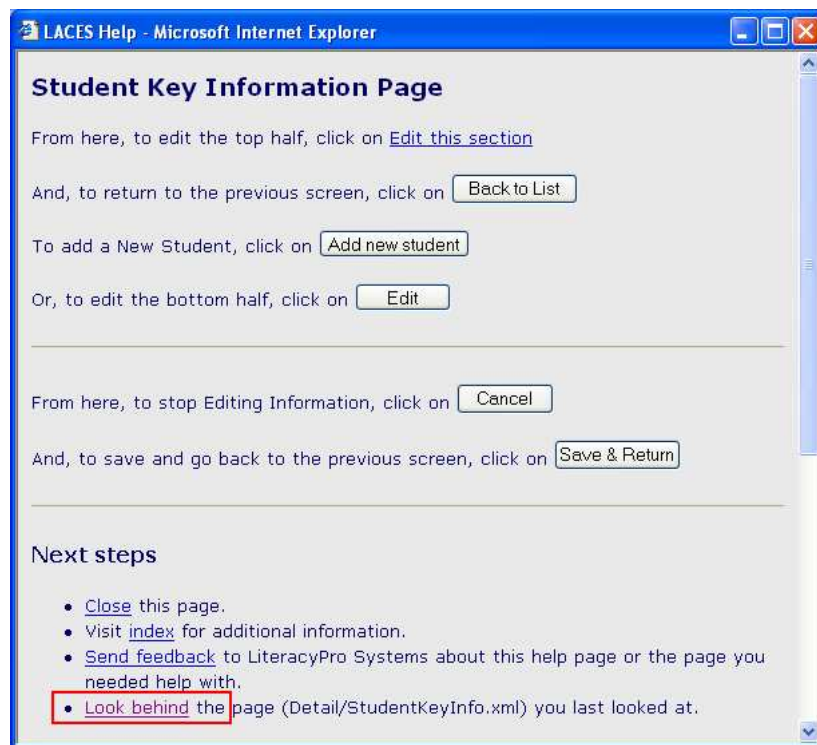 LACES Help - Microsoft Internet Explorer
Student Key Information Page
From here, to edit the top half, click on Edit this section
And, to return to the previous screen, click on Back to List
To add a New Student, click on Add new student
Or, to edit the bottom half, click on Edit
From here, to stop Editing Information, click on Cancel
And, to save and go back to the previous screen, click on Save & Return
Next steps
• Close this page.
• Visit index for additional information.
• Send feedback to LiteracyPro Systems about this help page or the page you
needed help with.
• Look behind the page (Detail/StudentKeyInfo.xml) you last looked at.